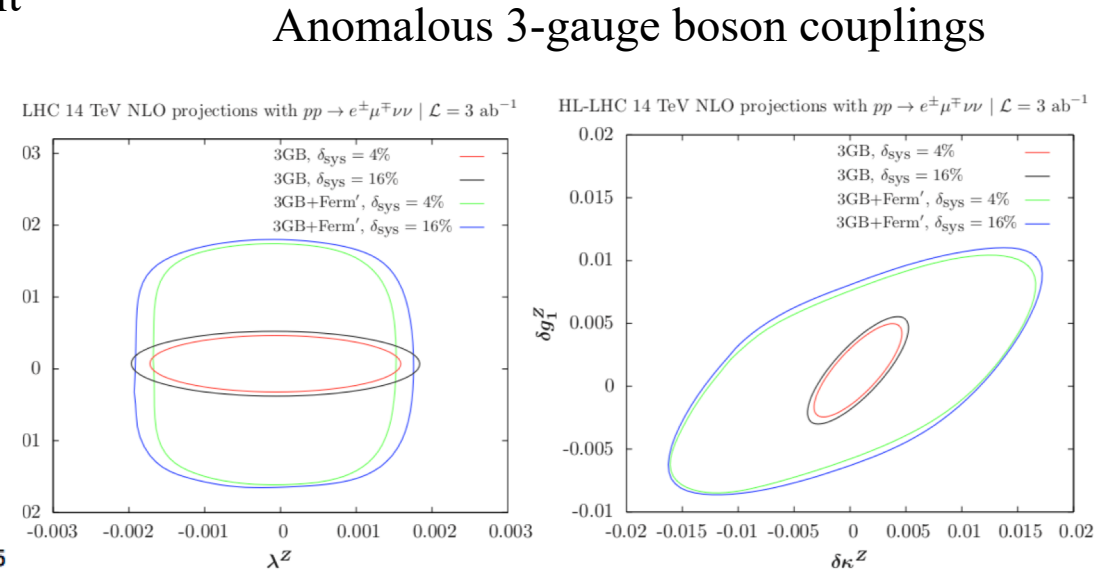 Anomalous 3-gauge boson couplings
LHC 14 TeV NLO projections with pp → e±μ∓νν | 𝓛 = 3 ab⁻¹
3GB, δsys = 4%
3GB, δsys = 16%
3GB+Ferm′, δsys = 4%
3GB+Ferm′, δsys = 16%
03
02
01
0
01
02
-0.003 -0.002 -0.001 0 0.001 0.002 0.003
λᶻ
HL-LHC 14 TeV NLO projections with pp → e±μ∓νν | 𝓛 = 3 ab⁻¹
3GB, δsys = 4%
3GB, δsys = 16%
3GB+Ferm′, δsys = 4%
3GB+Ferm′, δsys = 16%
0.02
0.015
0.01
0.005
0
-0.005
-0.01
δg₁ᶻ
-0.02 -0.015 -0.01 -0.005 0 0.005 0.01 0.015 0.02
δκᶻ